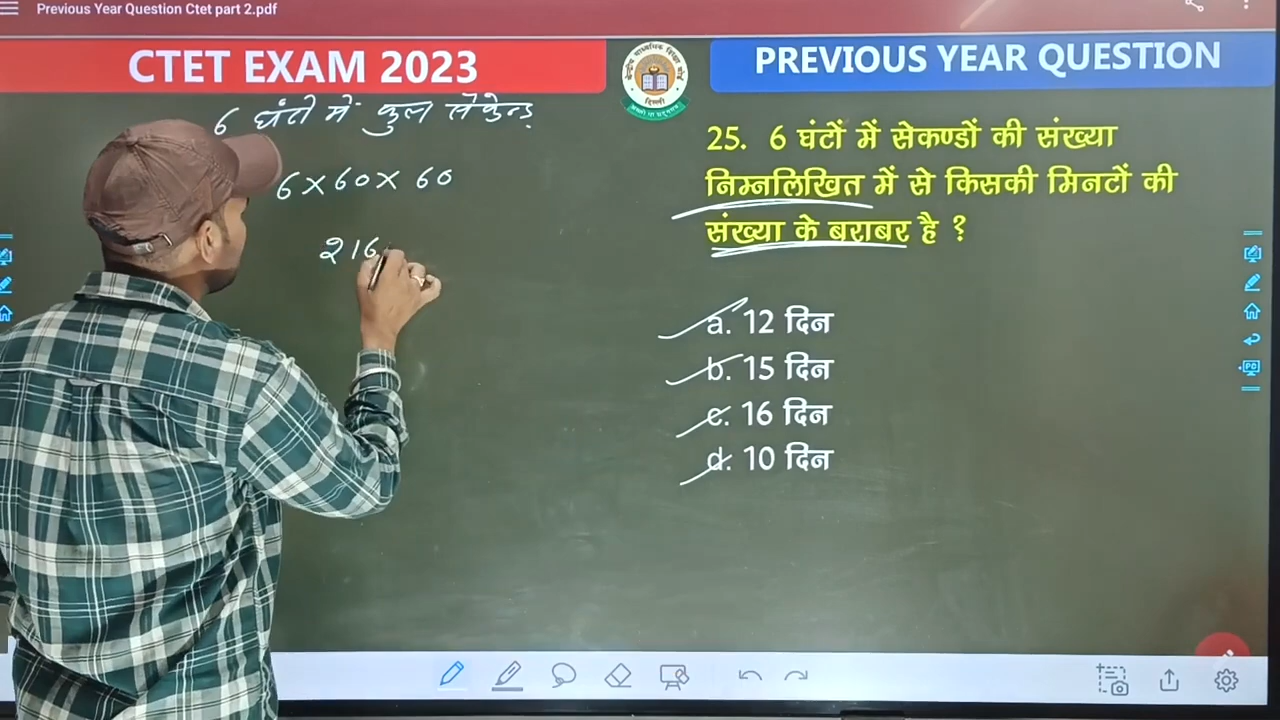 Previous Year Question Ctet part 2.pdf
CTET EXAM 2023
PREVIOUS YEAR QUESTION
6 घंटो में कुल सेकेन्ड
6 × 60 × 60
216
25. 6 घंटों में सेकण्डों की संख्या
निम्नलिखित में से किसकी मिनटों की
संख्या के बराबर है ?
a. 12 दिन
b. 15 दिन
c. 16 दिन
d. 10 दिन